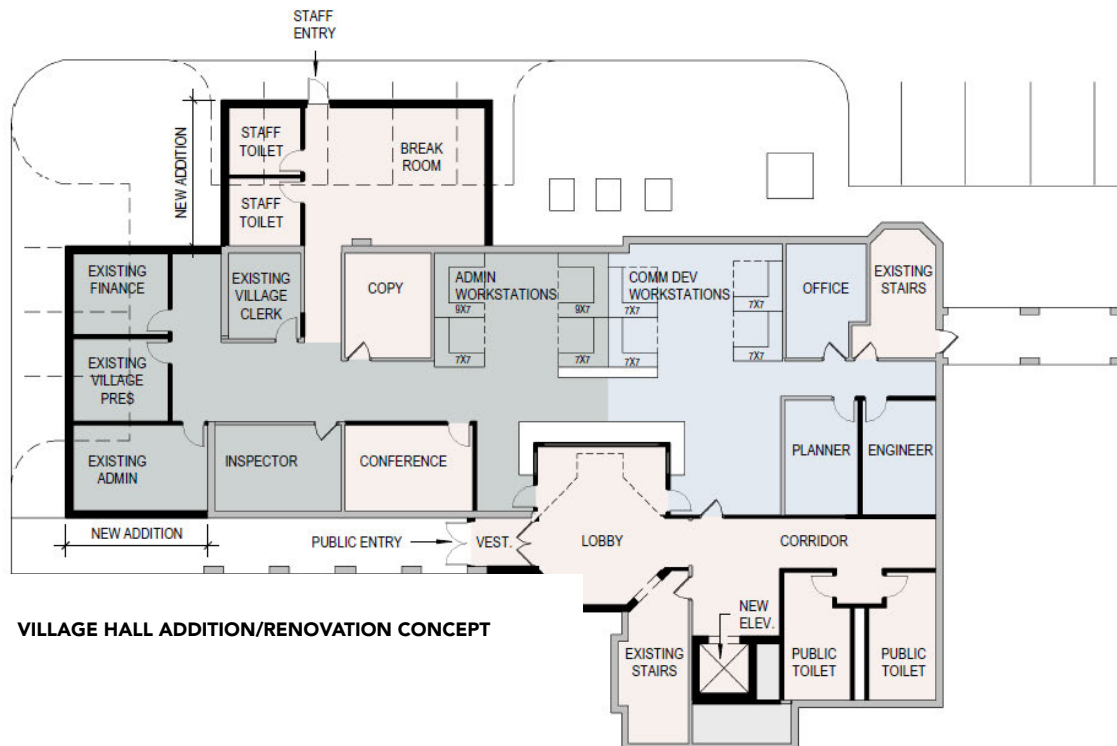 STAFF
ENTRY
NEW ADDITION
STAFF
TOILET
BREAK
ROOM
STAFF
TOILET
EXISTING
FINANCE
EXISTING
VILLAGE
CLERK
COPY
ADMIN
WORKSTATIONS
COMM DEV
WORKSTATIONS
OFFICE
EXISTING
STAIRS
9X7
9X7
7X7
7X7
7X7
7X7
7X7
7X7
EXISTING
VILLAGE
PRES
EXISTING
ADMIN
INSPECTOR
CONFERENCE
PLANNER
ENGINEER
NEW ADDITION
PUBLIC ENTRY
VEST.
LOBBY
CORRIDOR
VILLAGE HALL ADDITION/RENOVATION CONCEPT
NEW
ELEV.
EXISTING
STAIRS
PUBLIC
TOILET
PUBLIC
TOILET